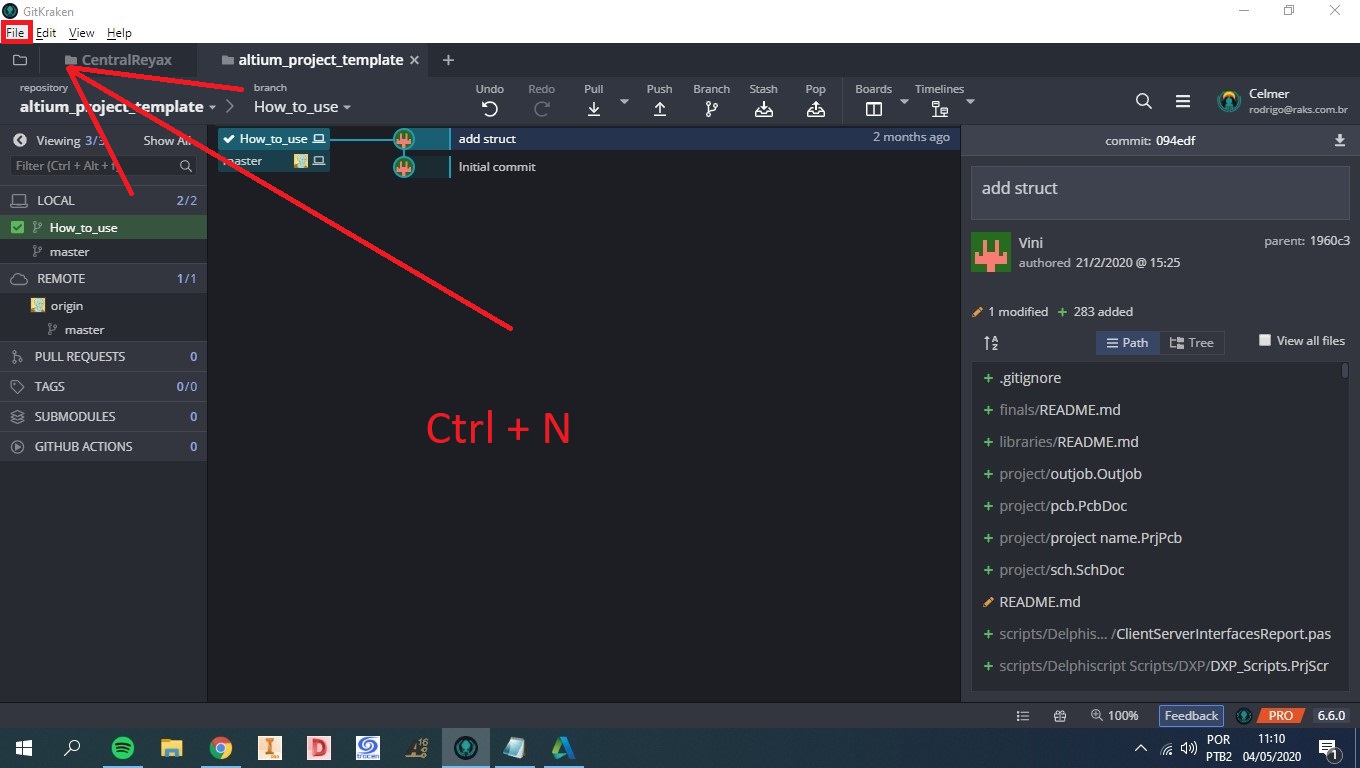 GitKraken
File Edit View Help
CentralReyax
altium_project_template
repository
altium_project_template
branch
How_to_use
Undo
Redo
Pull
Push
Branch
Stash
Pop
Boards
Timelines
Celmer
rodrigo@raks.com.br
Viewing 3/3
Show All
Filter (Ctrl + Alt + f)
LOCAL 2/2
How_to_use
master
REMOTE 1/1
origin
master
PULL REQUESTS 0
TAGS 0/0
SUBMODULES 0
GITHUB ACTIONS 0
How_to_use
add struct
2 months ago
master
Initial commit
Ctrl + N
commit: 094edf
add struct
Vini
parent: 1960c3
authored 21/2/2020 @ 15:25
1 modified + 283 added
A
Z
Path
Tree
View all files
+ .gitignore
+ finals/README.md
+ libraries/README.md
+ project/outjob.OutJob
+ project/pcb.PcbDoc
+ project/project name.PrjPcb
+ project/sch.SchDoc
README.md
+ scripts/Delphis... /ClientServerInterfacesReport.pas
+ scripts/Delphiscript Scripts/DXP/DXP_Scripts.PrjScr
100%
Feedback
PRO
6.6.0
I
D
trocen
16
POR
PTB2
11:10
04/05/2020
1